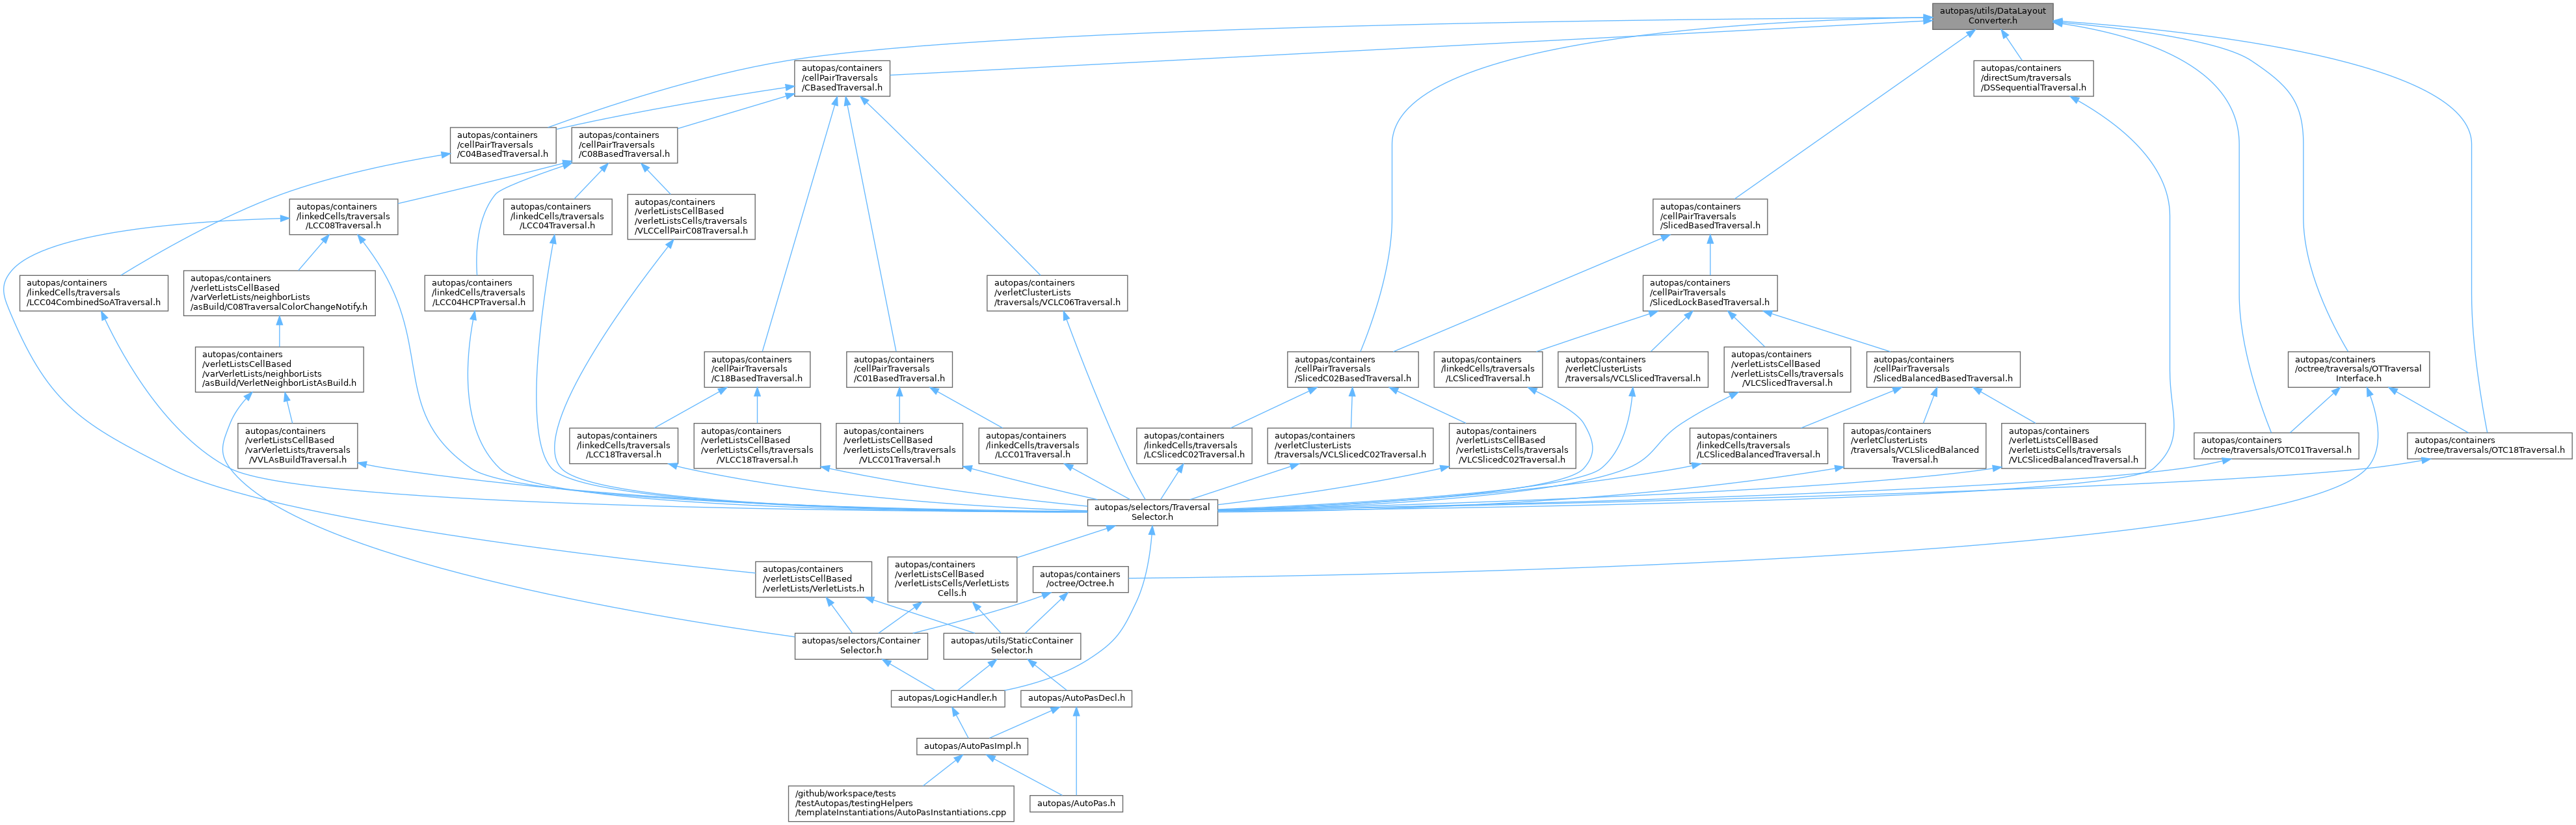 autopas/utils/DataLayout
Converter.h
autopas/containers
/cellPairTraversals
/CBasedTraversal.h
autopas/containers
/directSum/traversals
/DSSequentialTraversal.h
autopas/containers
/cellPairTraversals
/C04BasedTraversal.h
autopas/containers
/cellPairTraversals
/C08BasedTraversal.h
autopas/containers
/linkedCells/traversals
/LCC08Traversal.h
autopas/containers
/linkedCells/traversals
/LCC04Traversal.h
autopas/containers
/verletListsCellBased
/verletListsCells/traversals
/VLCCellPairC08Traversal.h
autopas/containers
/cellPairTraversals
/SlicedBasedTraversal.h
autopas/containers
/linkedCells/traversals
/LCC04CombinedSoATraversal.h
autopas/containers
/verletListsCellBased
/varVerletLists/neighborLists
/asBuild/C08TraversalColorChangeNotify.h
autopas/containers
/linkedCells/traversals
/LCC04HCPTraversal.h
autopas/containers
/verletClusterLists
/traversals/VCLC06Traversal.h
autopas/containers
/cellPairTraversals
/SlicedLockBasedTraversal.h
autopas/containers
/verletListsCellBased
/varVerletLists/neighborLists
/asBuild/VerletNeighborListAsBuild.h
autopas/containers
/cellPairTraversals
/C18BasedTraversal.h
autopas/containers
/cellPairTraversals
/C01BasedTraversal.h
autopas/containers
/cellPairTraversals
/SlicedC02BasedTraversal.h
autopas/containers
/linkedCells/traversals
/LCSlicedTraversal.h
autopas/containers
/verletClusterLists
/traversals/VCLSlicedTraversal.h
autopas/containers
/verletListsCellBased
/verletListsCells/traversals
/VLCSlicedTraversal.h
autopas/containers
/cellPairTraversals
/SlicedBalancedBasedTraversal.h
autopas/containers
/octree/traversals/OTTraversal
Interface.h
autopas/containers
/verletListsCellBased
/varVerletLists/traversals
/VVLAsBuildTraversal.h
autopas/containers
/linkedCells/traversals
/LCC18Traversal.h
autopas/containers
/verletListsCellBased
/verletListsCells/traversals
/VLCC18Traversal.h
autopas/containers
/verletListsCellBased
/verletListsCells/traversals
/VLCC01Traversal.h
autopas/containers
/linkedCells/traversals
/LCC01Traversal.h
autopas/containers
/linkedCells/traversals
/LCSlicedC02Traversal.h
autopas/containers
/verletClusterLists
/traversals/VCLSlicedC02Traversal.h
autopas/containers
/verletListsCellBased
/verletListsCells/traversals
/VLCSlicedC02Traversal.h
autopas/containers
/linkedCells/traversals
/LCSlicedBalancedTraversal.h
autopas/containers
/verletClusterLists
/traversals/VCLSlicedBalanced
Traversal.h
autopas/containers
/verletListsCellBased
/verletListsCells/traversals
/VLCSlicedBalancedTraversal.h
autopas/containers
/octree/traversals/OTC01Traversal.h
autopas/containers
/octree/traversals/OTC18Traversal.h
autopas/selectors/Traversal
Selector.h
autopas/containers
/verletListsCellBased
/verletLists/VerletLists.h
autopas/containers
/verletListsCellBased
/verletListsCells/VerletLists
Cells.h
autopas/containers
/octree/Octree.h
autopas/selectors/Container
Selector.h
autopas/utils/StaticContainer
Selector.h
autopas/LogicHandler.h
autopas/AutoPasDecl.h
autopas/AutoPasImpl.h
/github/workspace/tests
/testAutopas/testingHelpers
/templateInstantiations/AutoPasInstantiations.cpp
autopas/AutoPas.h